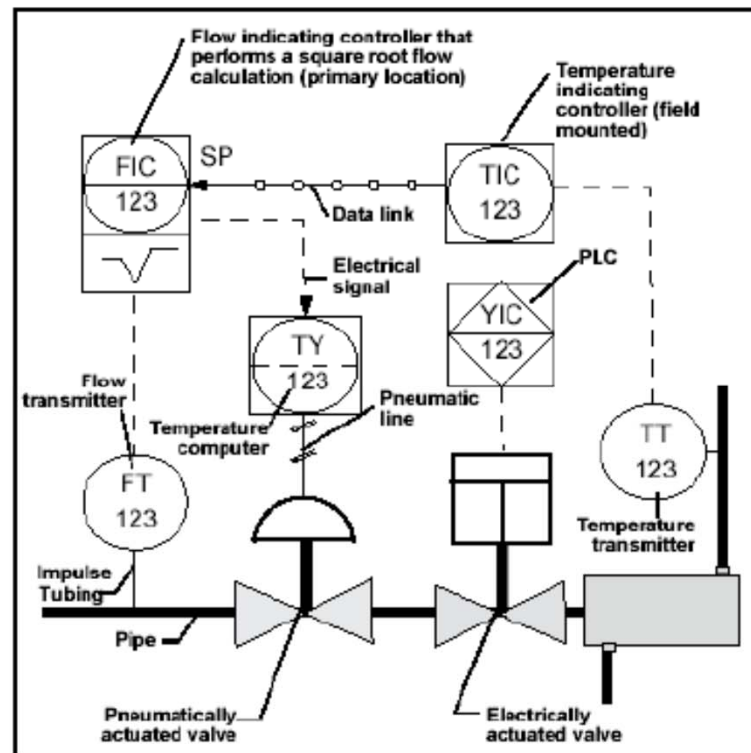 Flow indicating controller that
performs a square root flow
calculation (primary location)
Temperature
indicating
controller (field
mounted)
FIC
123
SP
TIC
123
Data link
Electrical
signal
PLC
YIC
123
TY
123
Flow
transmitter
Temperature
computer
Pneumatic
line
FT
123
TT
123
Temperature
transmitter
Impulse
Tubing
Pipe
Pneumatically
actuated valve
Electrically
actuated valve